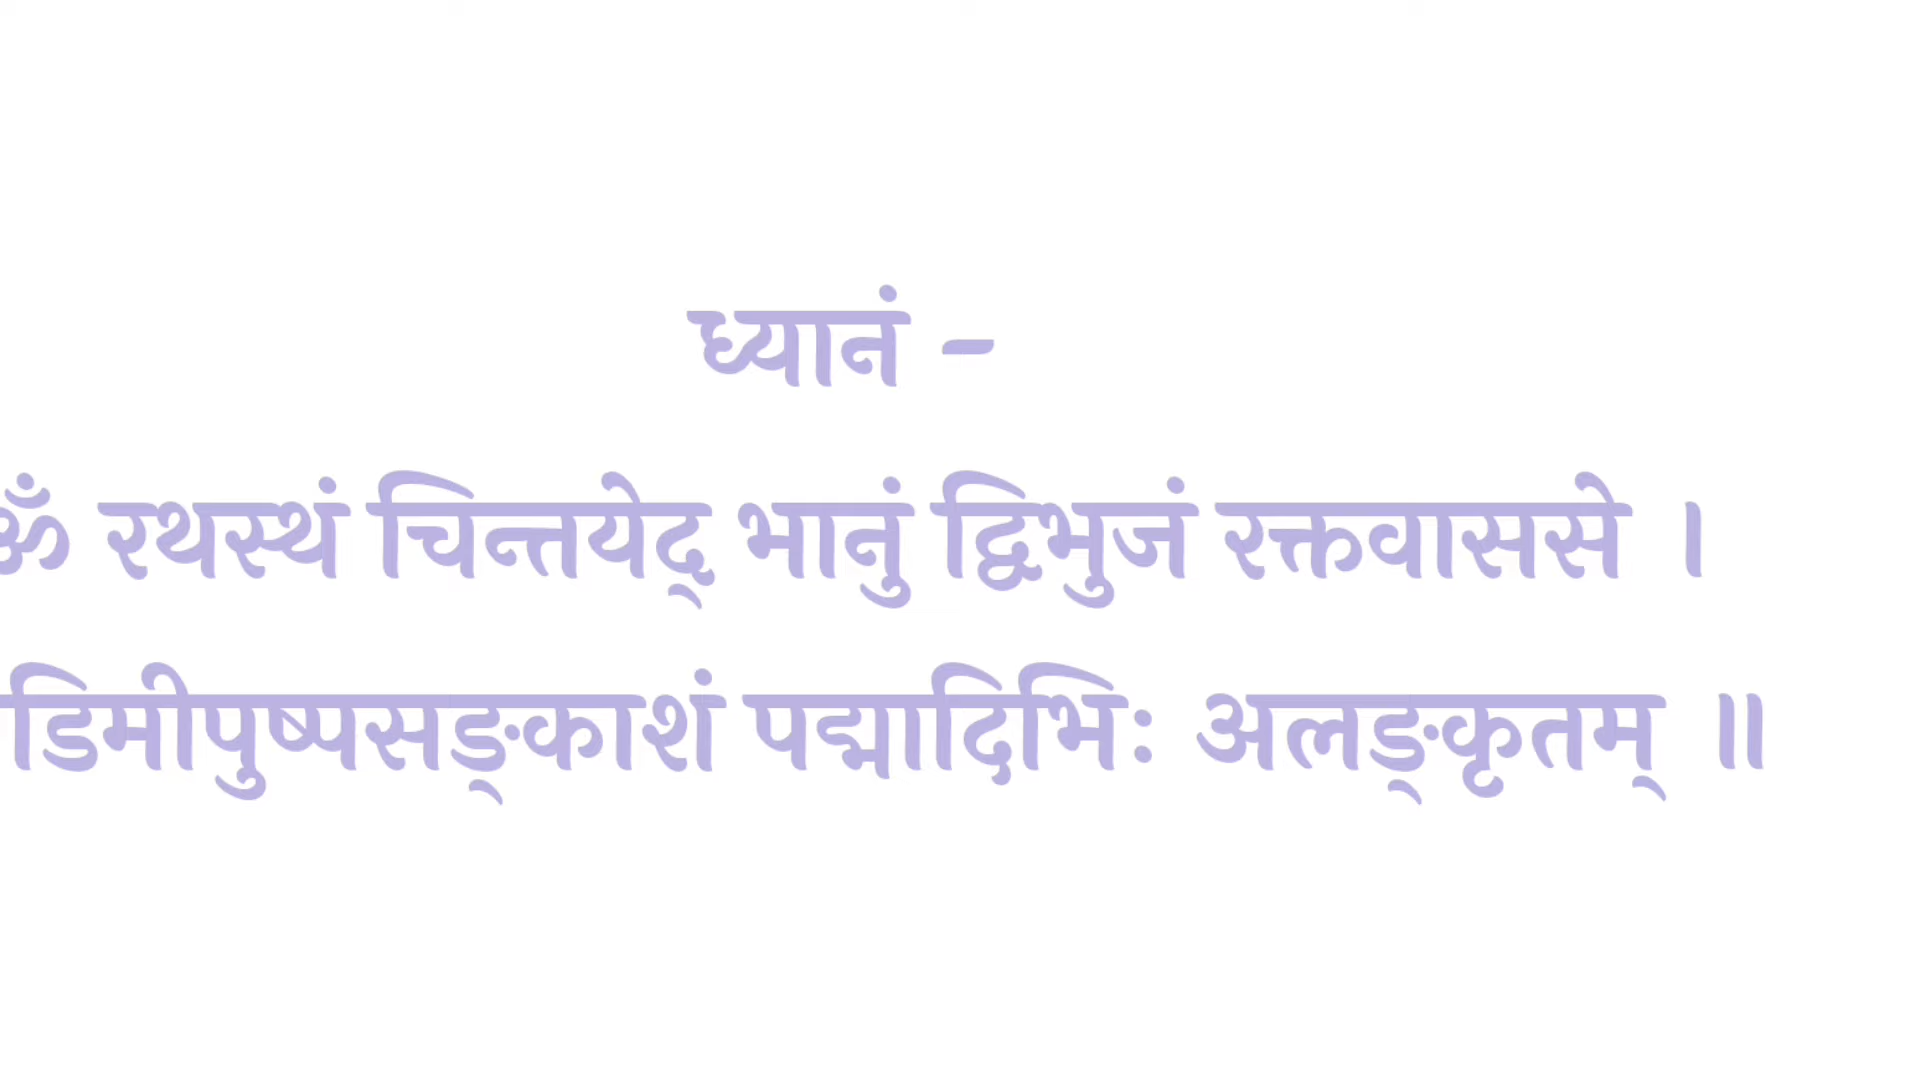 ध्यानं –
ॐ रथस्थं चिन्तयेद् भानुं द्विभुजं रक्तवाससे ।
डिमीपुष्पसङ्काशं पद्मादिभिः अलङ्कृतम् ॥